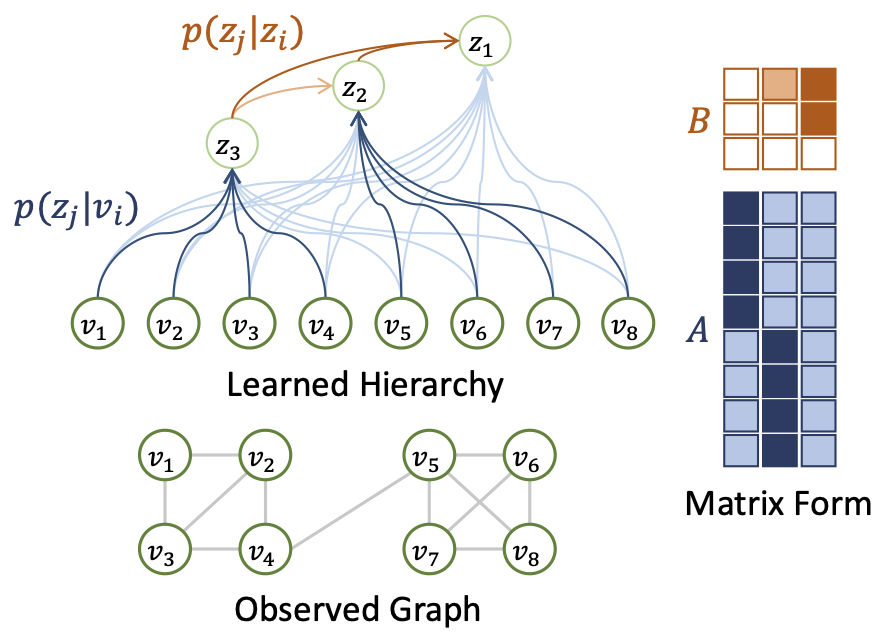 p(z_j|z_i)
z_1
z_2
z_3
B
p(z_j|v_i)
v_1 v_2 v_3 v_4 v_5 v_6 v_7 v_8
A
Learned Hierarchy
v_1 v_2 v_5 v_6
Matrix Form
v_3 v_4 v_7 v_8
Observed Graph